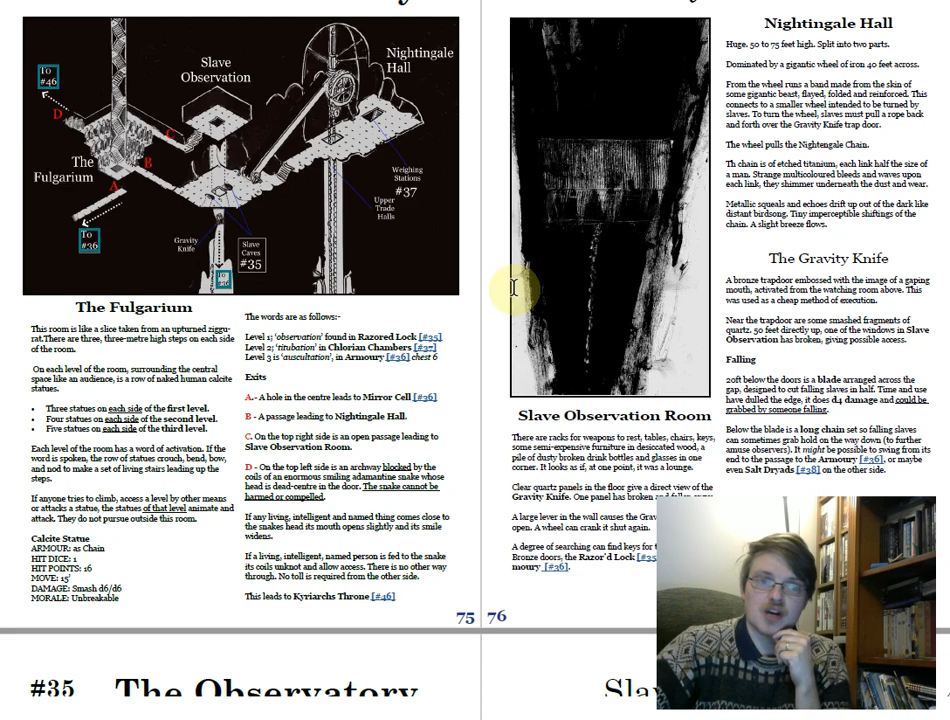 To
#46
D
Slave
Observation
Nightingale
Hall
C
The
Fulgarium
B
A
To
#36
Gravity
Knife
Slave
Caves
#35
To
Upper
Trade
Halls
Weighing
Stations
#37
The Fulgarium
This room is like a slice taken from an upturned ziggu-
rat.There are three, three-metre high steps on each side
of the room.
On each level of the room, surrounding the central
space like an audience, is a row of naked human calcite
statues.
• Three statues on each side of the first level.
• Four statues on each side of the second level.
• Five statues on each side of the third level.
Each level of the room has a word of activation. If the
word is spoken, the row of statues crouch, bend, bow,
and nod to make a set of living stairs leading up the
steps.
If anyone tries to climb, access a level by other means
or attacks a statue, the statues of that level animate and
attack. They do not pursue outside this room.
Calcite Statue
ARMOUR: as Chain
HIT DICE: 1
HIT POINTS: 16
MOVE: 15'
DAMAGE: Smash d6/d6
MORALE: Unbreakable
The words are as follows:-
Level 1; 'observation' found in Razored Lock [#35]
Level 2; 'titubation' in Chlorian Chambers [#37]
Level 3 is 'auscultation', in Armoury [#36] chest 6
Exits
A.- A hole in the centre leads to Mirror Cell [#36]
B - A passage leading to Nightingale Hall.
C. On the top right side is an open passage leading to
Slave Observation Room.
D - On the top left side is an archway blocked by the
coils of an enormous smiling adamantine snake whose
head is dead-centre in the door. The snake cannot be
harmed or compelled.
If any living, intelligent and named thing comes close to
the snakes head its mouth opens slightly and its smile
widens.
If a living, intelligent, named person is fed to the snake
its coils unknot and allow access. There is no other way
through. No toll is required from the other side.
This leads to Kyriarchs Throne [#46]
75
76
Slave Observation Room
There are racks for weapons to rest, tables, chairs, keys,
some semi-expensive furniture in desiccated wood, a
pile of dusty broken drink bottles and glasses in one
corner. It looks as if, at one point, it was a lounge.
Clear quartz panels in the floor give a direct view of the
Gravity Knife. One panel has broken and fallen
A large lever in the wall causes the Grav
open. A wheel can crank it shut again.
A degree of searching can find keys for t
Bronze doors, the Razor'd Lock [#35
moury [#36].
Nightingale Hall
Huge. 50 to 75 feet high. Split into two parts.
Dominated by a gigantic wheel of iron 40 feet across.
From the wheel runs a band made from the skin of
some gigantic beast, flayed, folded and reinforced. This
connects to a smaller wheel intended to be turned by
slaves. To turn the wheel, slaves must pull a rope back
and forth over the Gravity Knife trap door.
The wheel pulls the Nightengale Chain.
Th chain is of etched titanium, each link half the size of
a man. Strange multicoloured bleeds and waves upon
each link, they shimmer underneath the dust and wear.
Metallic squeals and echoes drift up out of the dark like
distant birdsong. Tiny imperceptible shiftings of the
chain. A slight breeze flows.
The Gravity Knife
A bronze trapdoor embossed with the image of a gaping
mouth, activated from the watching room above. This
was used as a cheap method of execution.
Near the trapdoor are some smashed fragments of
quartz. 50 feet directly up, one of the windows in Slave
Observation has broken, giving possible access.
Falling
20ft below the doors is a blade arranged across the
gap, designed to cut falling slaves in half. Time and use
have dulled the edge, it does d4 damage and could be
grabbed by someone falling.
Below the blade is a long chain set so falling slaves
can sometimes grab hold on the way down (to further
amuse observers). It might be possible to swing from its
end to the passage to the Armoury [#36], or maybe
even Salt Dryads [#38] on the other side.
#35
The Observatory
Slav